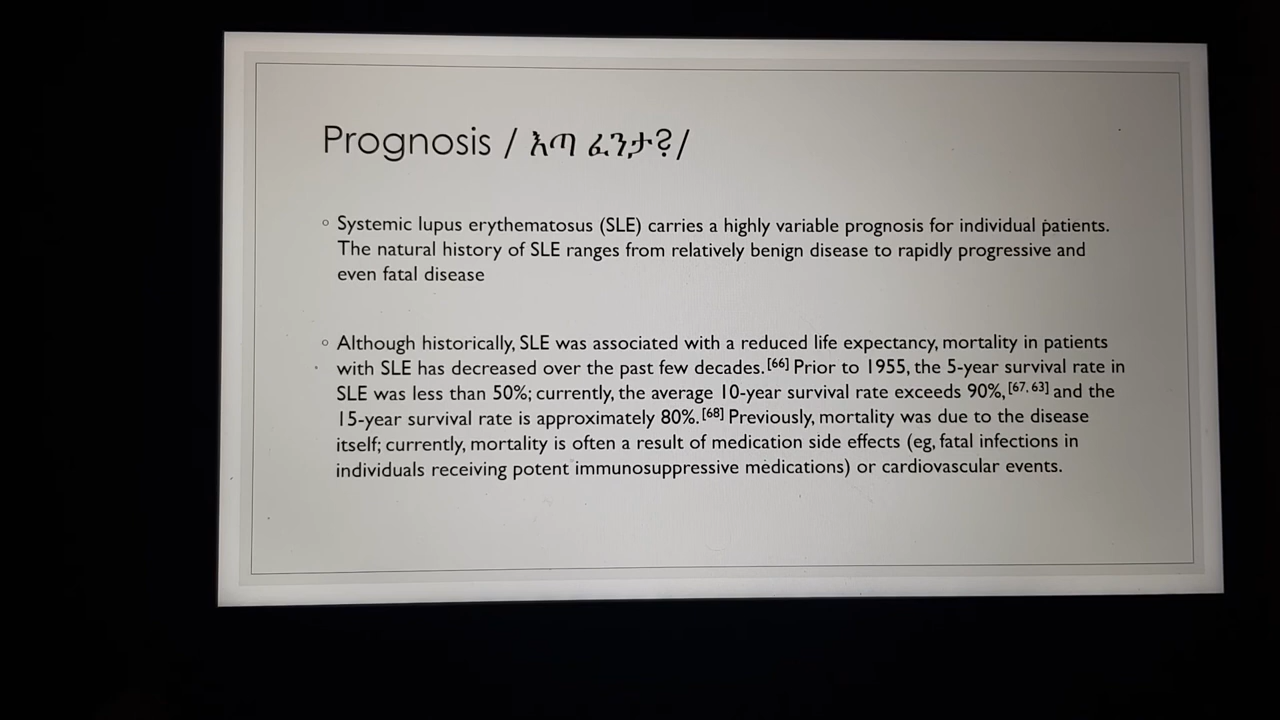 Prognosis / እጣ ፈንታ?/
◦ Systemic lupus erythematosus (SLE) carries a highly variable prognosis for individual patients.
The natural history of SLE ranges from relatively benign disease to rapidly progressive and
even fatal disease
◦ Although historically, SLE was associated with a reduced life expectancy, mortality in patients
with SLE has decreased over the past few decades.[66] Prior to 1955, the 5-year survival rate in
SLE was less than 50%; currently, the average 10-year survival rate exceeds 90%,[67, 63] and the
15-year survival rate is approximately 80%.[68] Previously, mortality was due to the disease
itself; currently, mortality is often a result of medication side effects (eg, fatal infections in
individuals receiving potent immunosuppressive medications) or cardiovascular events.